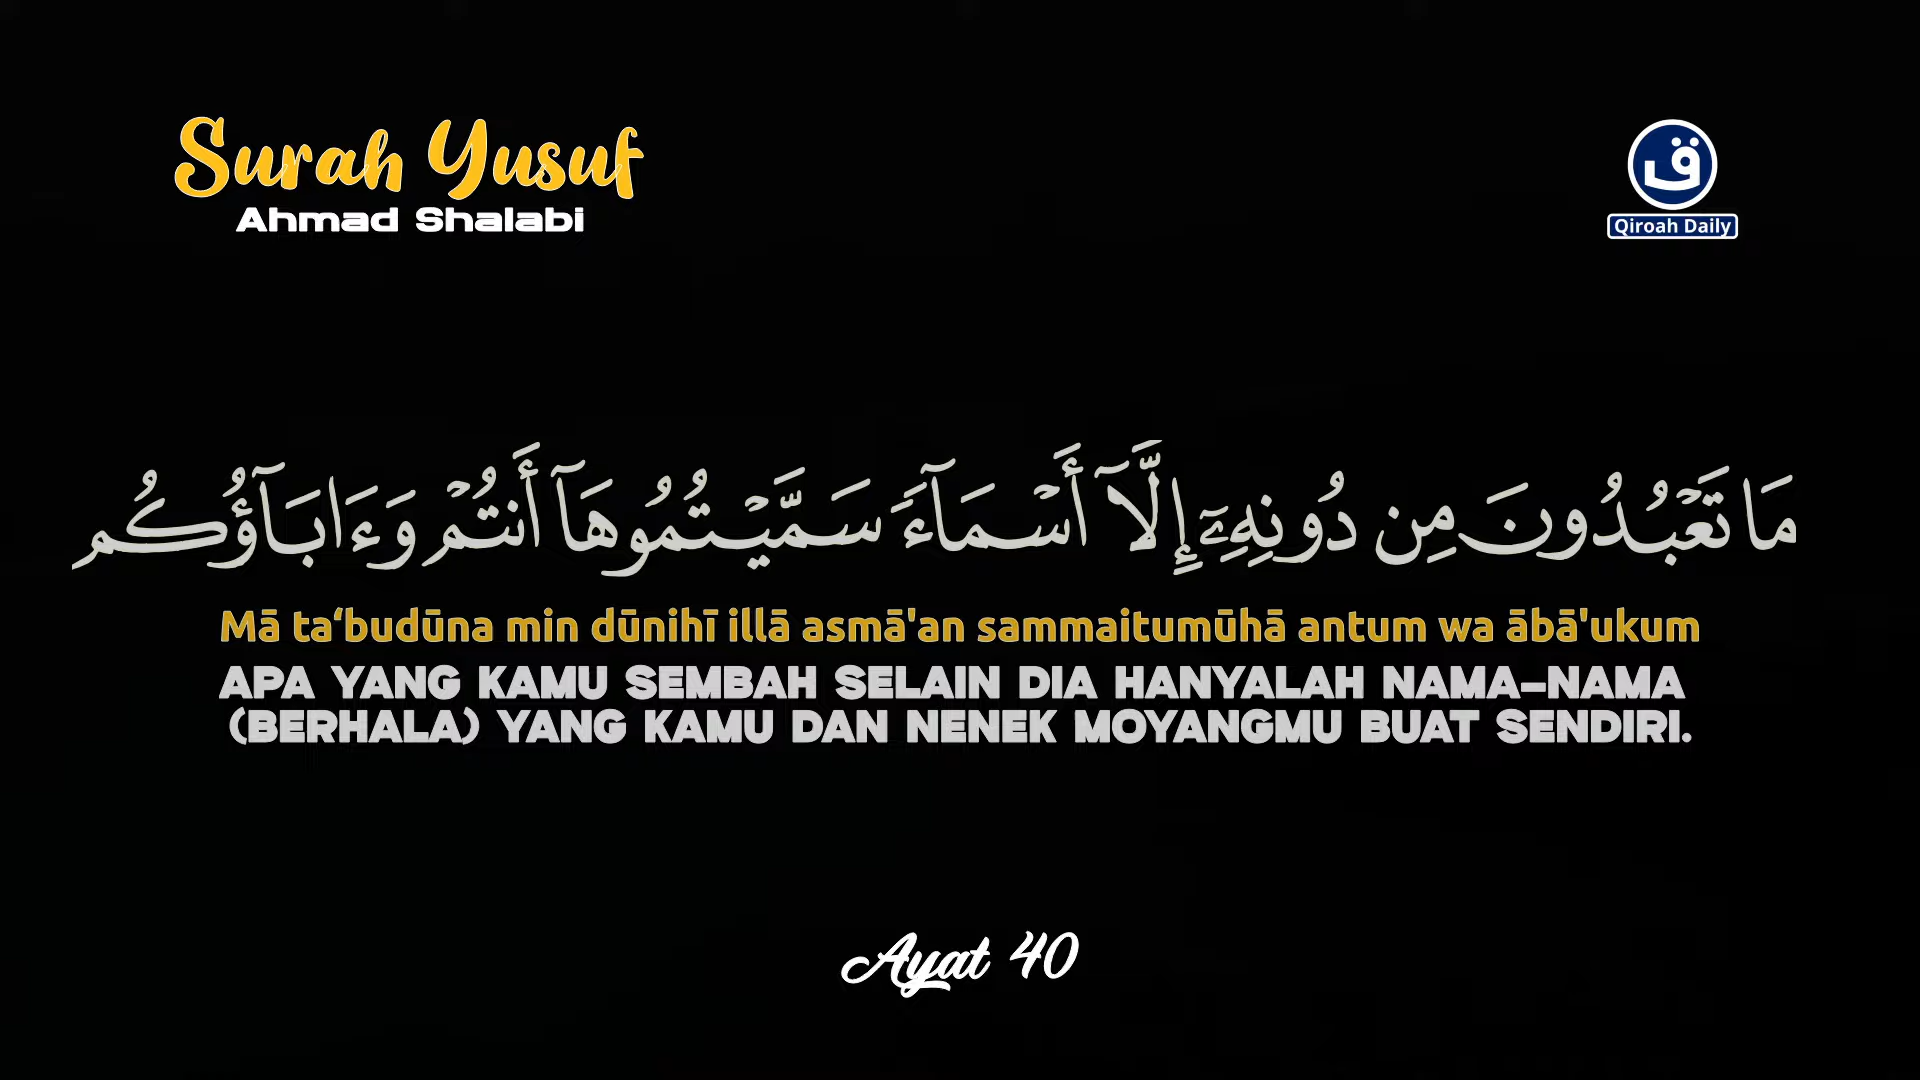 Surah Yusuf
Ahmad Shalabi
ق
Qiroah Daily
مَا تَعْبُدُونَ مِن دُونِهِۦٓ إِلَّآ أَسْمَآءً سَمَّيْتُمُوهَآ أَنتُمْ وَءَابَآؤُكُم
Mā ta‘budūna min dūnihī illā asmā'an sammaitumūhā antum wa ābā'ukum
APA YANG KAMU SEMBAH SELAIN DIA HANYALAH NAMA-NAMA
(BERHALA) YANG KAMU DAN NENEK MOYANGMU BUAT SENDIRI.
Ayat 40